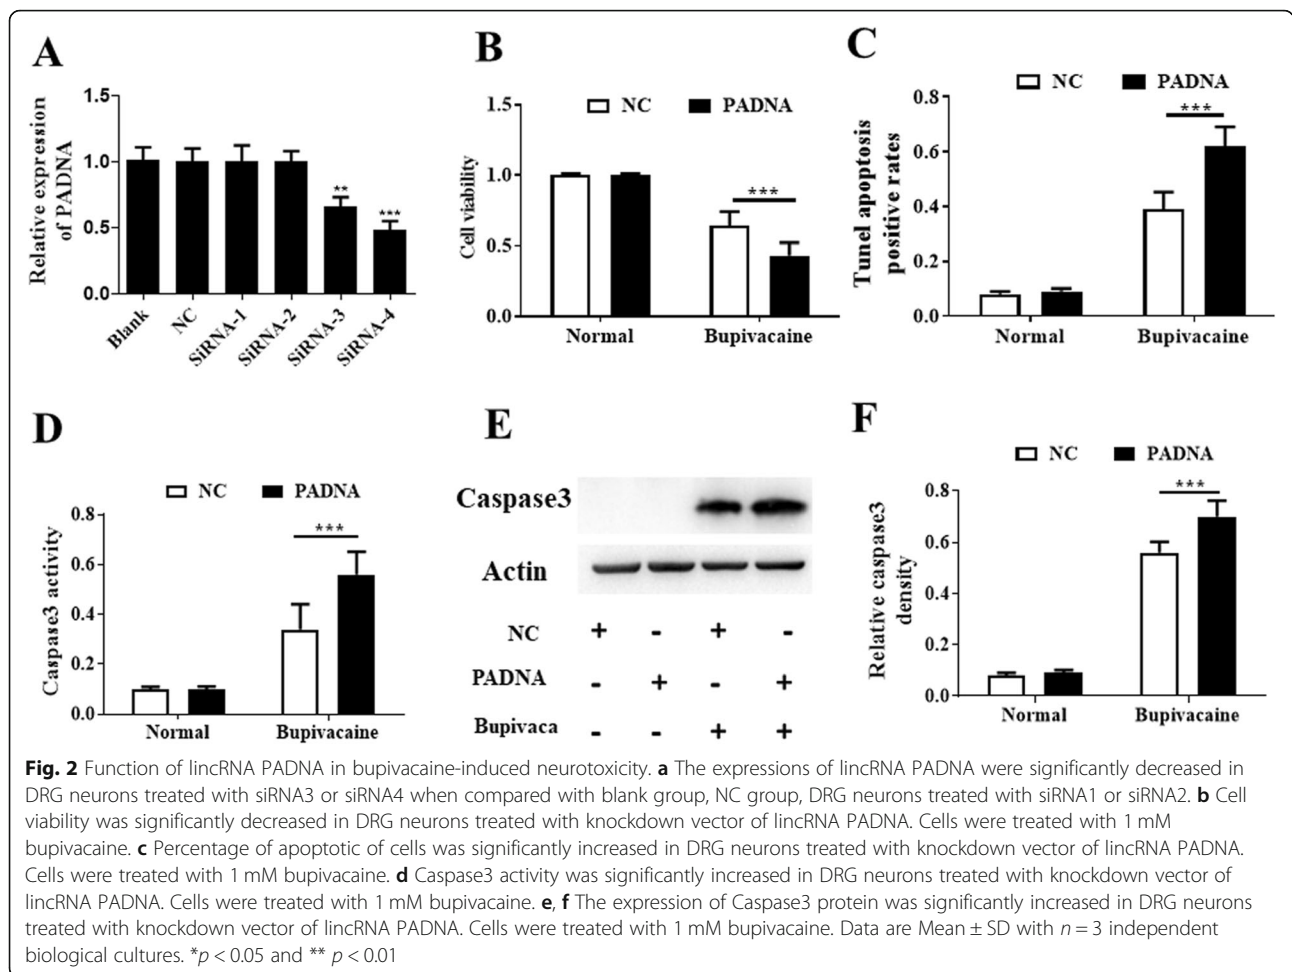 A
Relative expression
of PADNA
1.5
1.0
0.5
0.0
**
***
Blank
NC
SiRNA-1
SiRNA-2
SiRNA-3
SiRNA-4
B
NC PADNA
Cell viability
1.5
1.0
0.5
0.0
***
Normal Bupivacaine
C
NC PADNA
Tunel apoptosis
positive rates
0.8
0.6
0.4
0.2
0.0
***
Normal Bupivacaine
D
NC PADNA
Caspase3 activity
0.8
0.6
0.4
0.2
0.0
***
Normal Bupivacaine
E
Caspase3
Actin
NC + - + -
PADNA - + - +
Bupivaca - - + +
F
NC PADNA
Relative caspase3
density
0.8
0.6
0.4
0.2
0.0
***
Normal Bupivacaine
Fig. 2 Function of lincRNA PADNA in bupivacaine-induced neurotoxicity. a The expressions of lincRNA PADNA were significantly decreased in
DRG neurons treated with siRNA3 or siRNA4 when compared with blank group, NC group, DRG neurons treated with siRNA1 or siRNA2. b Cell
viability was significantly decreased in DRG neurons treated with knockdown vector of lincRNA PADNA. Cells were treated with 1 mM
bupivacaine. c Percentage of apoptotic of cells was significantly increased in DRG neurons treated with knockdown vector of lincRNA PADNA.
Cells were treated with 1 mM bupivacaine. d Caspase3 activity was significantly increased in DRG neurons treated with knockdown vector of
lincRNA PADNA. Cells were treated with 1 mM bupivacaine. e, f The expression of Caspase3 protein was significantly increased in DRG neurons
treated with knockdown vector of lincRNA PADNA. Cells were treated with 1 mM bupivacaine. Data are Mean ± SD with n = 3 independent
biological cultures. *p < 0.05 and ** p < 0.01